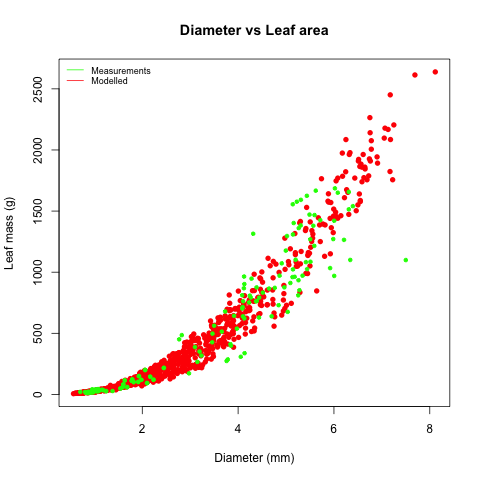 Diameter vs Leaf area
Measurements
Modelled
Leaf mass (g)
2500
2000
1500
1000
500
0
2 4 6 8
Diameter (mm)